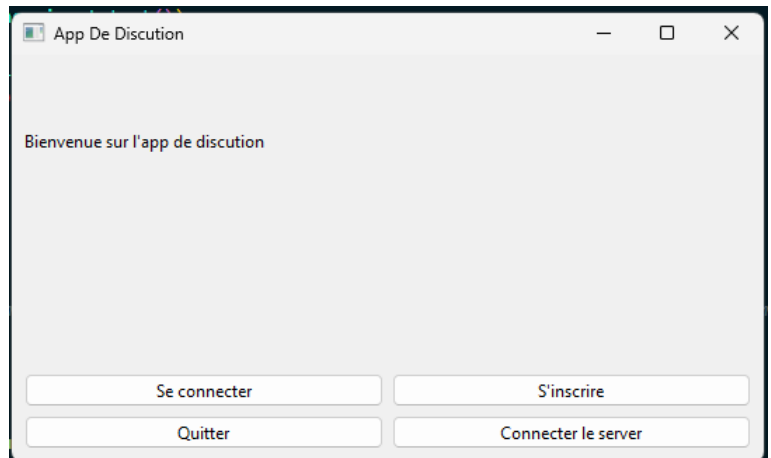 App De Discution
Bienvenue sur l'app de discution
Se connecter
S'inscrire
Quitter
Connecter le server